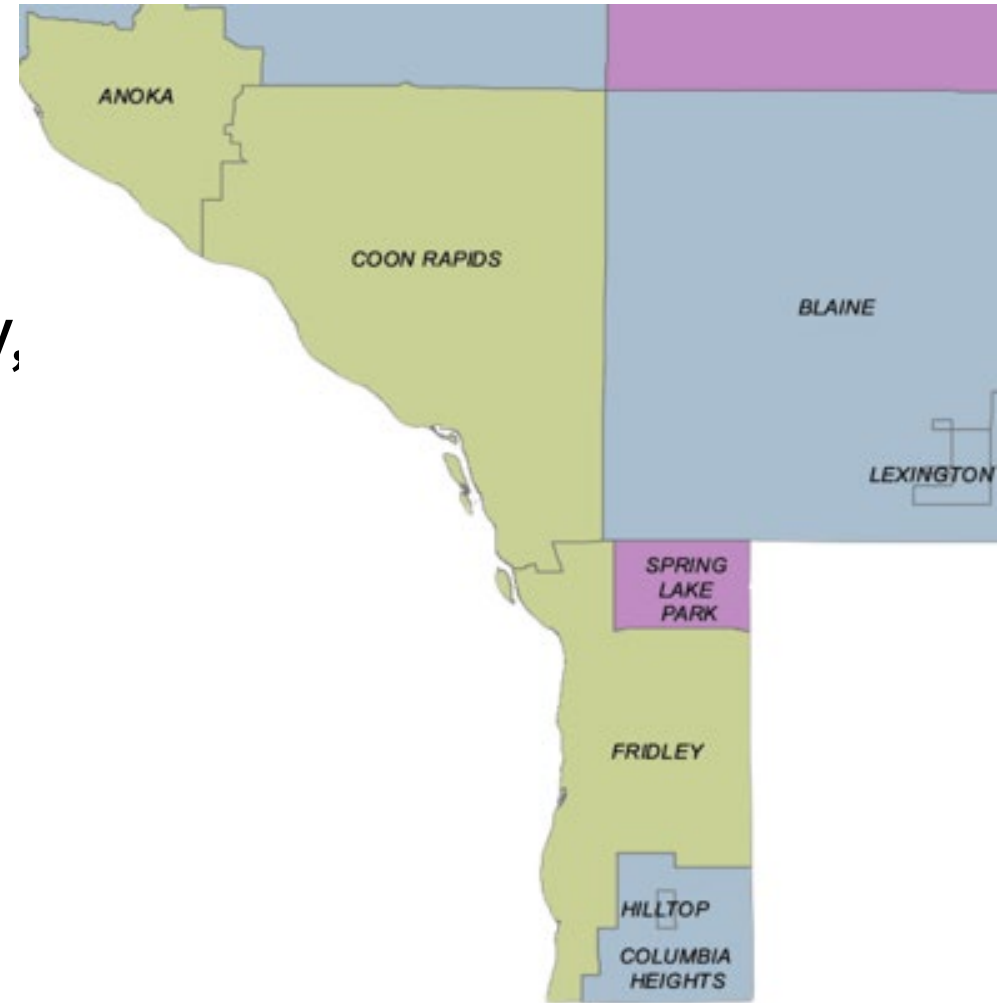 ANOKA
COON RAPIDS
BLAINE
LEXINGTON
SPRING
LAKE
PARK
FRIDLEY
HILLTOP
COLUMBIA
HEIGHTS